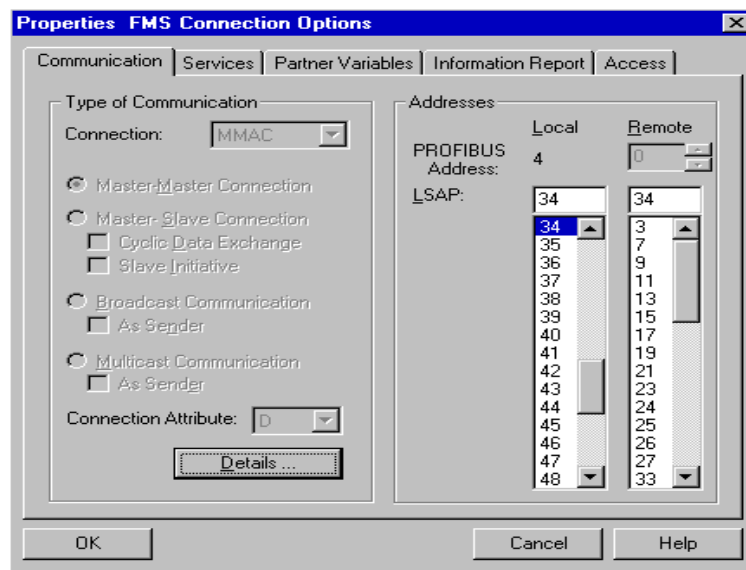 Properties FMS Connection Options
Communication Services Partner Variables Information Report Access
Type of Communication
Connection: MMAC
Master-Master Connection
Master- Slave Connection
Cyclic Data Exchange
Slave Initiative
Broadcast Communication
As Sender
Multicast Communication
As Sender
Connection Attribute: D
Details ...
Addresses
Local Remote
PROFIBUS
Address: 4 0
LSAP: 34 34
34 3
35 7
36 9
37 11
38 13
39 15
40 17
41 19
42 21
43 23
44 24
45 25
46 26
47 27
48 33
OK Cancel Help